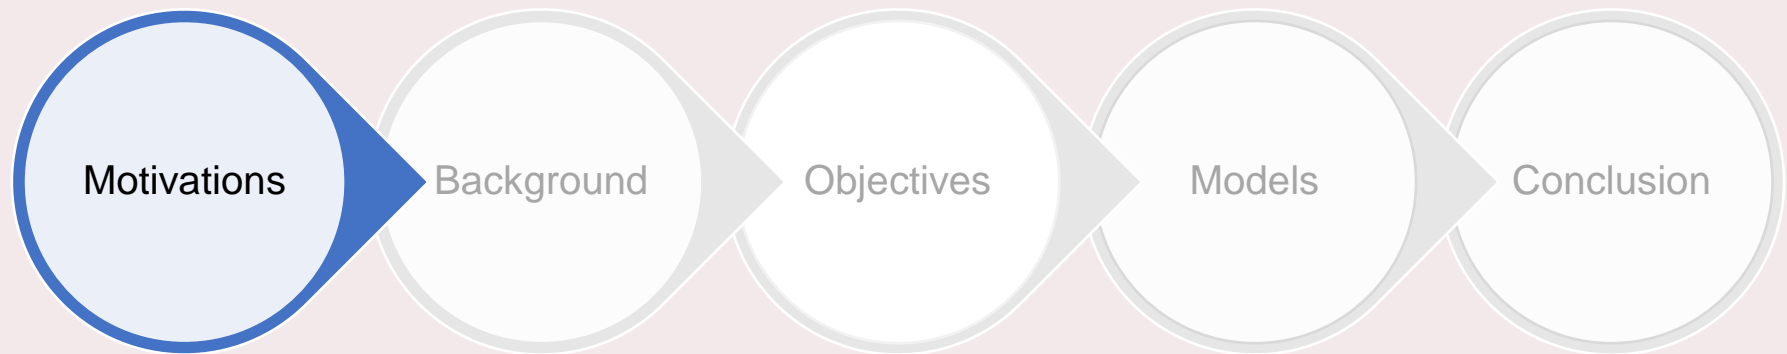 Motivations
Background
Objectives
Models
Conclusion